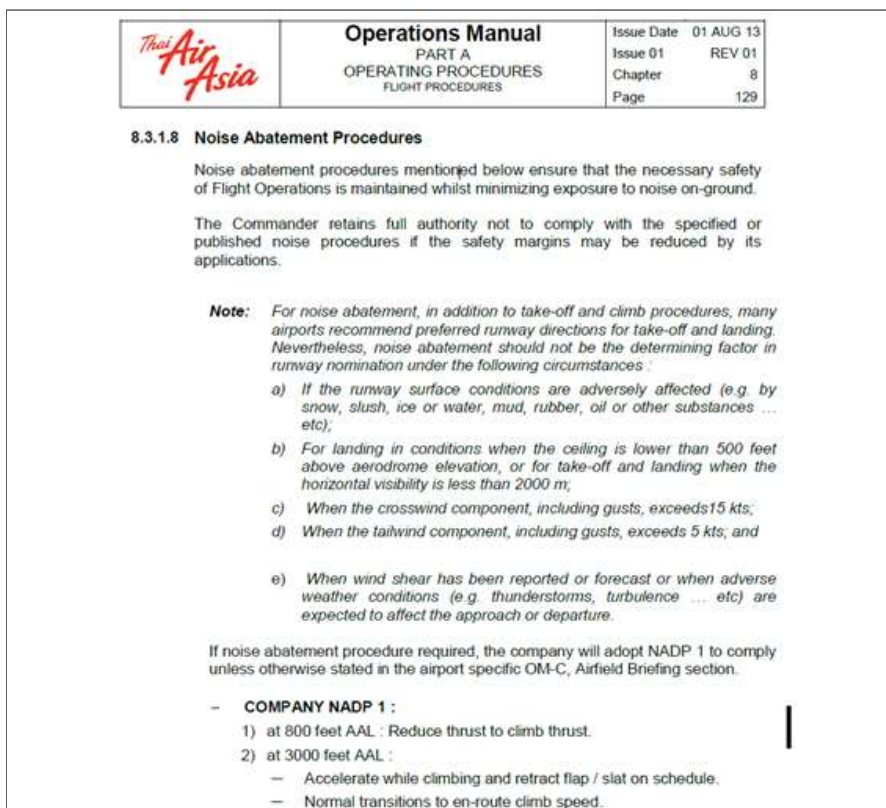 Thai
Air
Asia
Operations Manual
PART A
OPERATING PROCEDURES
FLIGHT PROCEDURES
Issue Date 01 AUG 13
Issue 01 REV 01
Chapter 8
Page 129
8.3.1.8 Noise Abatement Procedures
Noise abatement procedures mentioned below ensure that the necessary safety
of Flight Operations is maintained whilst minimizing exposure to noise on-ground.
The Commander retains full authority not to comply with the specified or
published noise procedures if the safety margins may be reduced by its
applications.
Note: For noise abatement, in addition to take-off and climb procedures, many
airports recommend preferred runway directions for take-off and landing.
Nevertheless, noise abatement should not be the determining factor in
runway nomination under the following circumstances :
a) If the runway surface conditions are adversely affected (e.g. by
snow, slush, ice or water, mud, rubber, oil or other substances ...
etc);
b) For landing in conditions when the ceiling is lower than 500 feet
above aerodrome elevation, or for take-off and landing when the
horizontal visibility is less than 2000 m;
c) When the crosswind component, including gusts, exceeds15 kts;
d) When the tailwind component, including gusts, exceeds 5 kts; and
e) When wind shear has been reported or forecast or when adverse
weather conditions (e.g. thunderstorms, turbulence ... etc) are
expected to affect the approach or departure.
If noise abatement procedure required, the company will adopt NADP 1 to comply
unless otherwise stated in the airport specific OM-C, Airfield Briefing section.
– COMPANY NADP 1 :
1) at 800 feet AAL : Reduce thrust to climb thrust.
2) at 3000 feet AAL :
— Accelerate while climbing and retract flap / slat on schedule.
— Normal transitions to en-route climb speed.